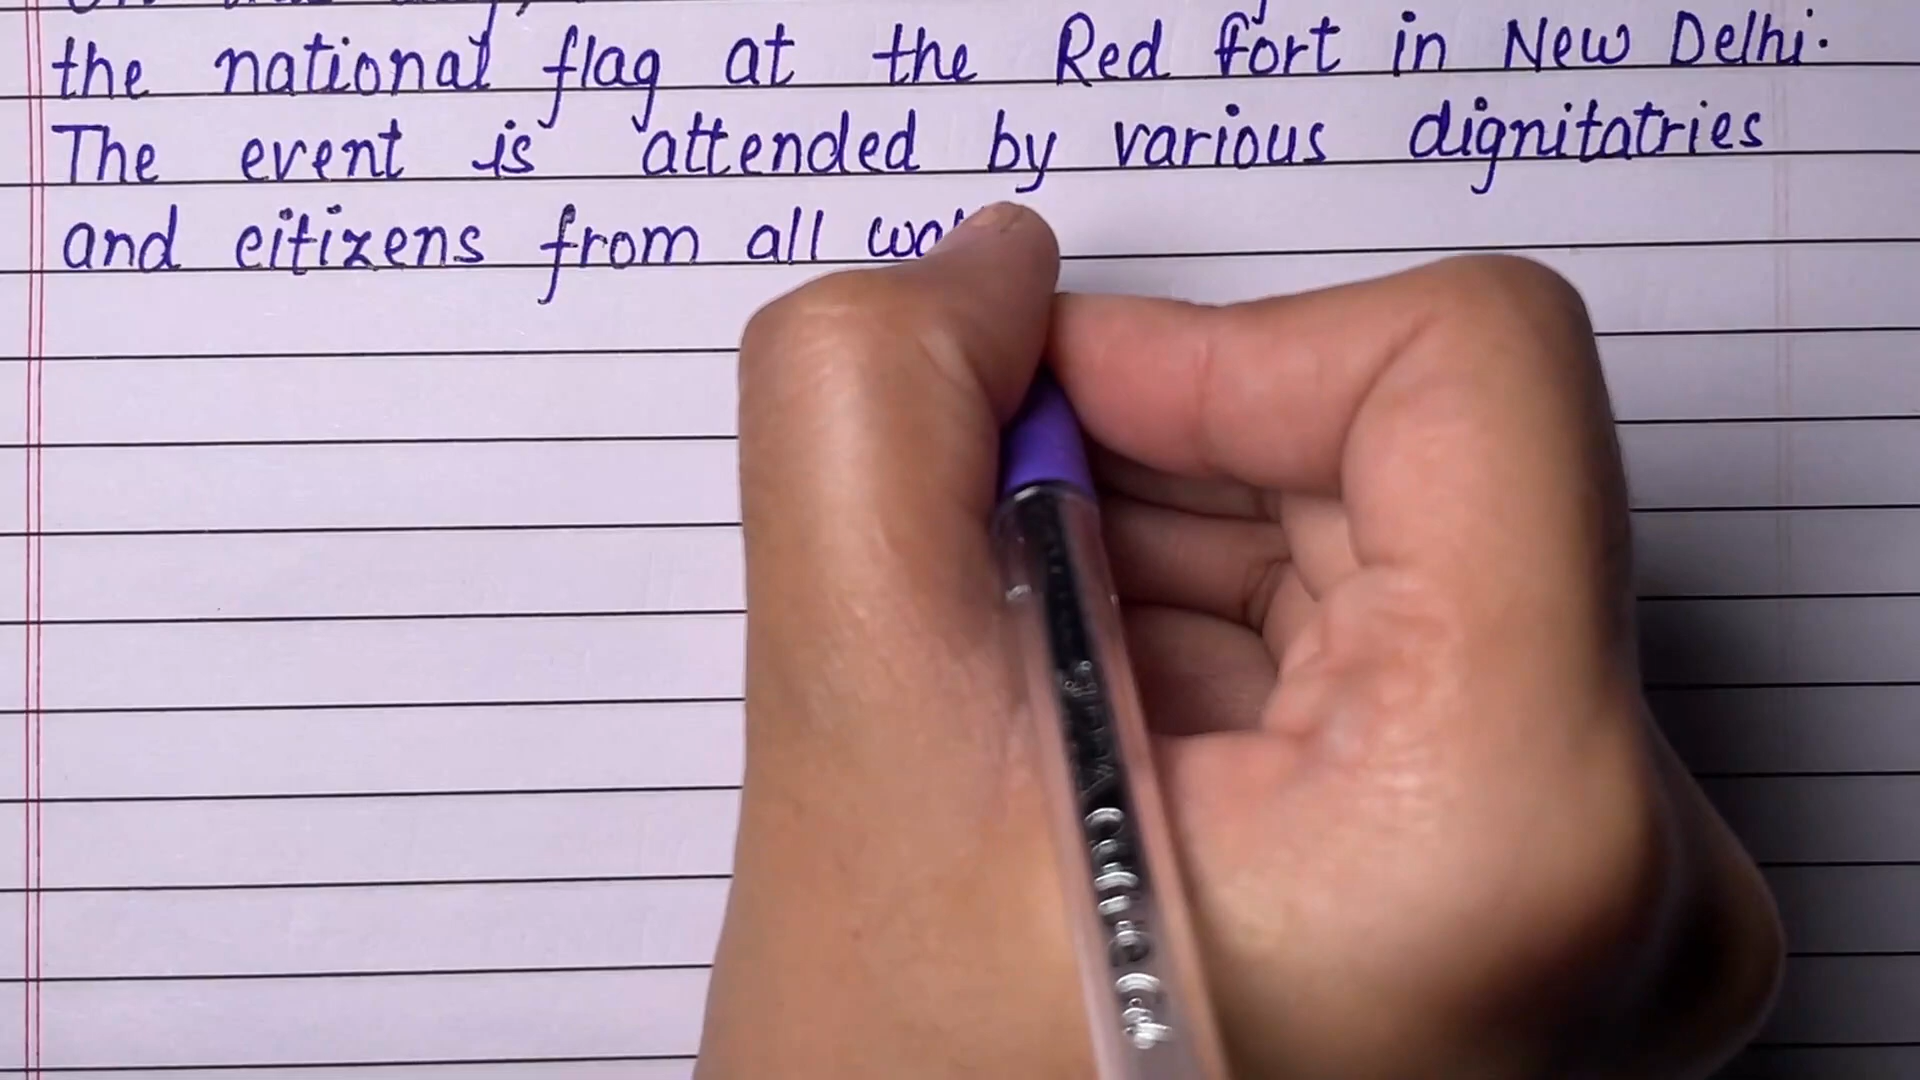 the national flag at the Red fort in New Delhi.
The event is attended by various dignitatries
and eitizens from all